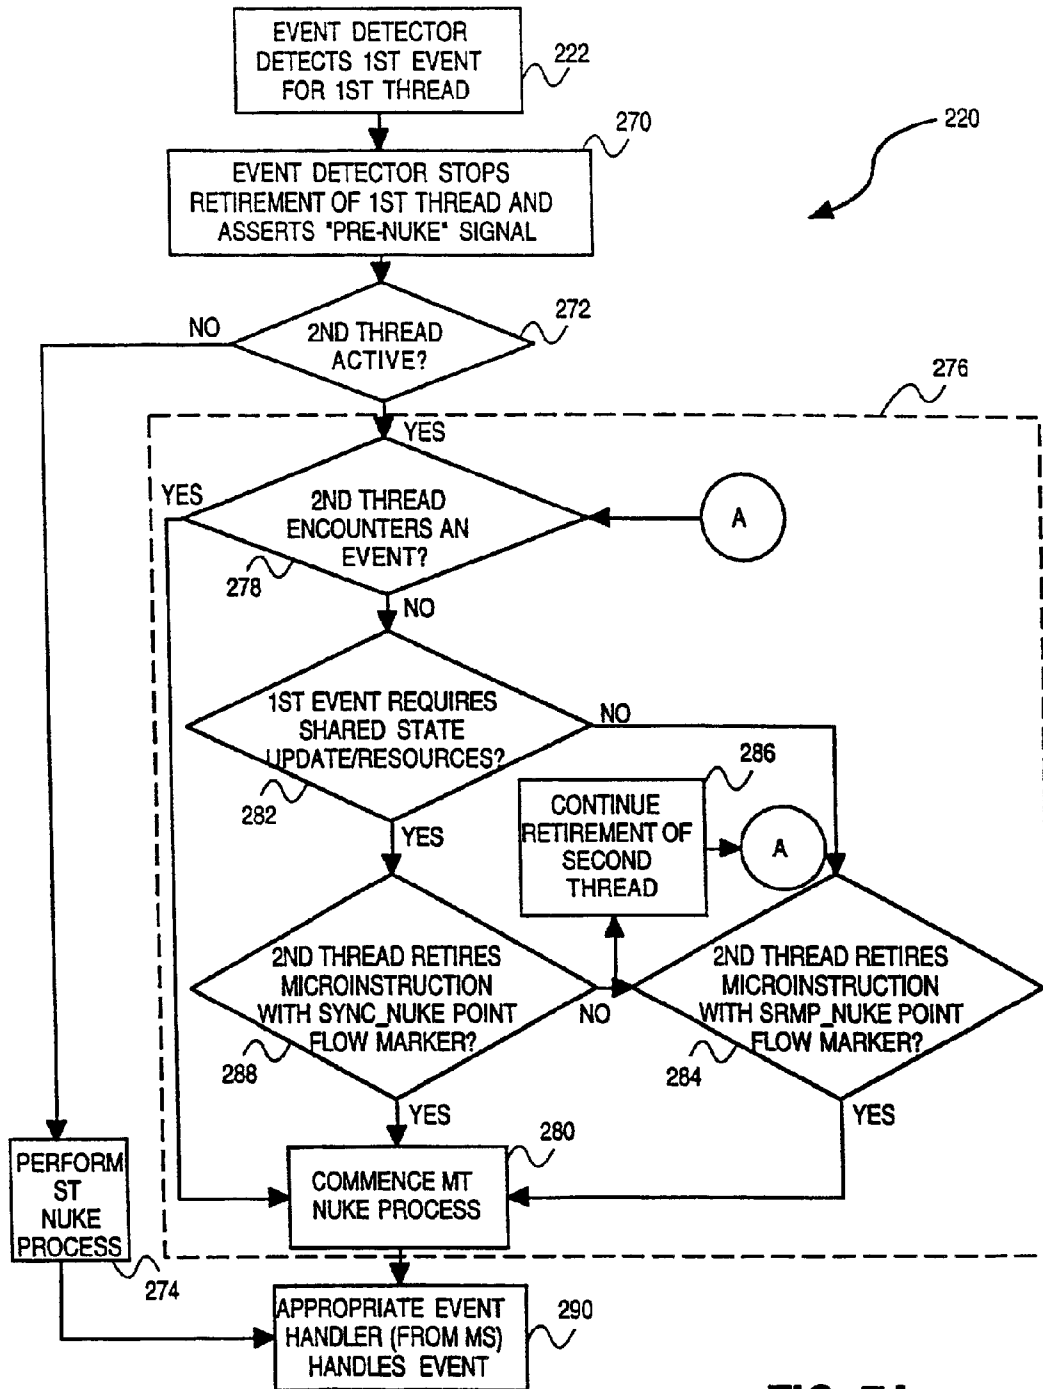 EVENT DETECTOR
DETECTS 1ST EVENT
FOR 1ST THREAD
222
270
220
EVENT DETECTOR STOPS
RETIREMENT OF 1ST THREAD AND
ASSERTS "PRE-NUKE" SIGNAL
272
NO
2ND THREAD
ACTIVE?
276
YES
YES
2ND THREAD
ENCOUNTERS AN
EVENT?
A
278
NO
1ST EVENT REQUIRES
SHARED STATE
UPDATE/RESOURCES?
NO
286
282
YES
CONTINUE
RETIREMENT OF
SECOND
THREAD
A
2ND THREAD RETIRES
MICROINSTRUCTION
WITH SYNC_NUKE POINT
FLOW MARKER?
NO
2ND THREAD RETIRES
MICROINSTRUCTION
WITH SRMP_NUKE POINT
FLOW MARKER?
288
284
YES
YES
280
PERFORM
ST
NUKE
PROCESS
COMMENCE MT
NUKE PROCESS
274
APPROPRIATE EVENT
HANDLER (FROM MS)
HANDLES EVENT
290